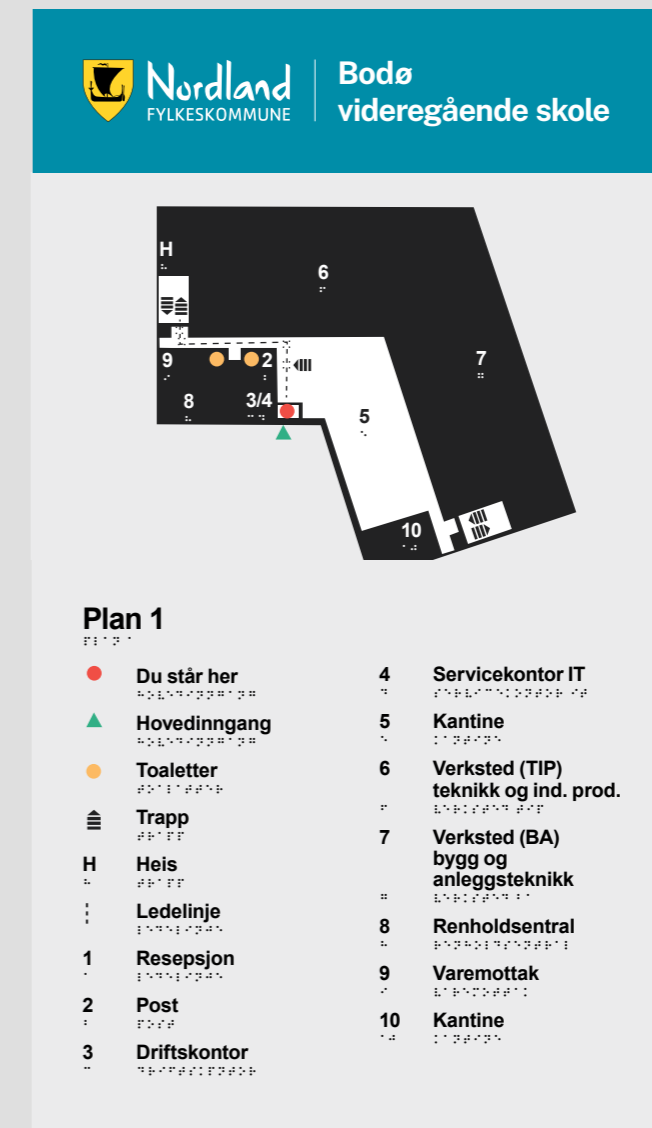 Nordland
FYLKESKOMMUNE
Bodø
videregående skole
H
6
9
2
7
8
3/4
5
10
Plan 1
Du står her
Hovedinngang
Toaletter
Trapp
H Heis
Ledelinje
1 Resepsjon
2 Post
3 Driftskontor
4 Servicekontor IT
5 Kantine
6 Verksted (TIP)
teknikk og ind. prod.
7 Verksted (BA)
bygg og
anleggsteknikk
8 Renholdsentral
9 Varemottak
10 Kantine